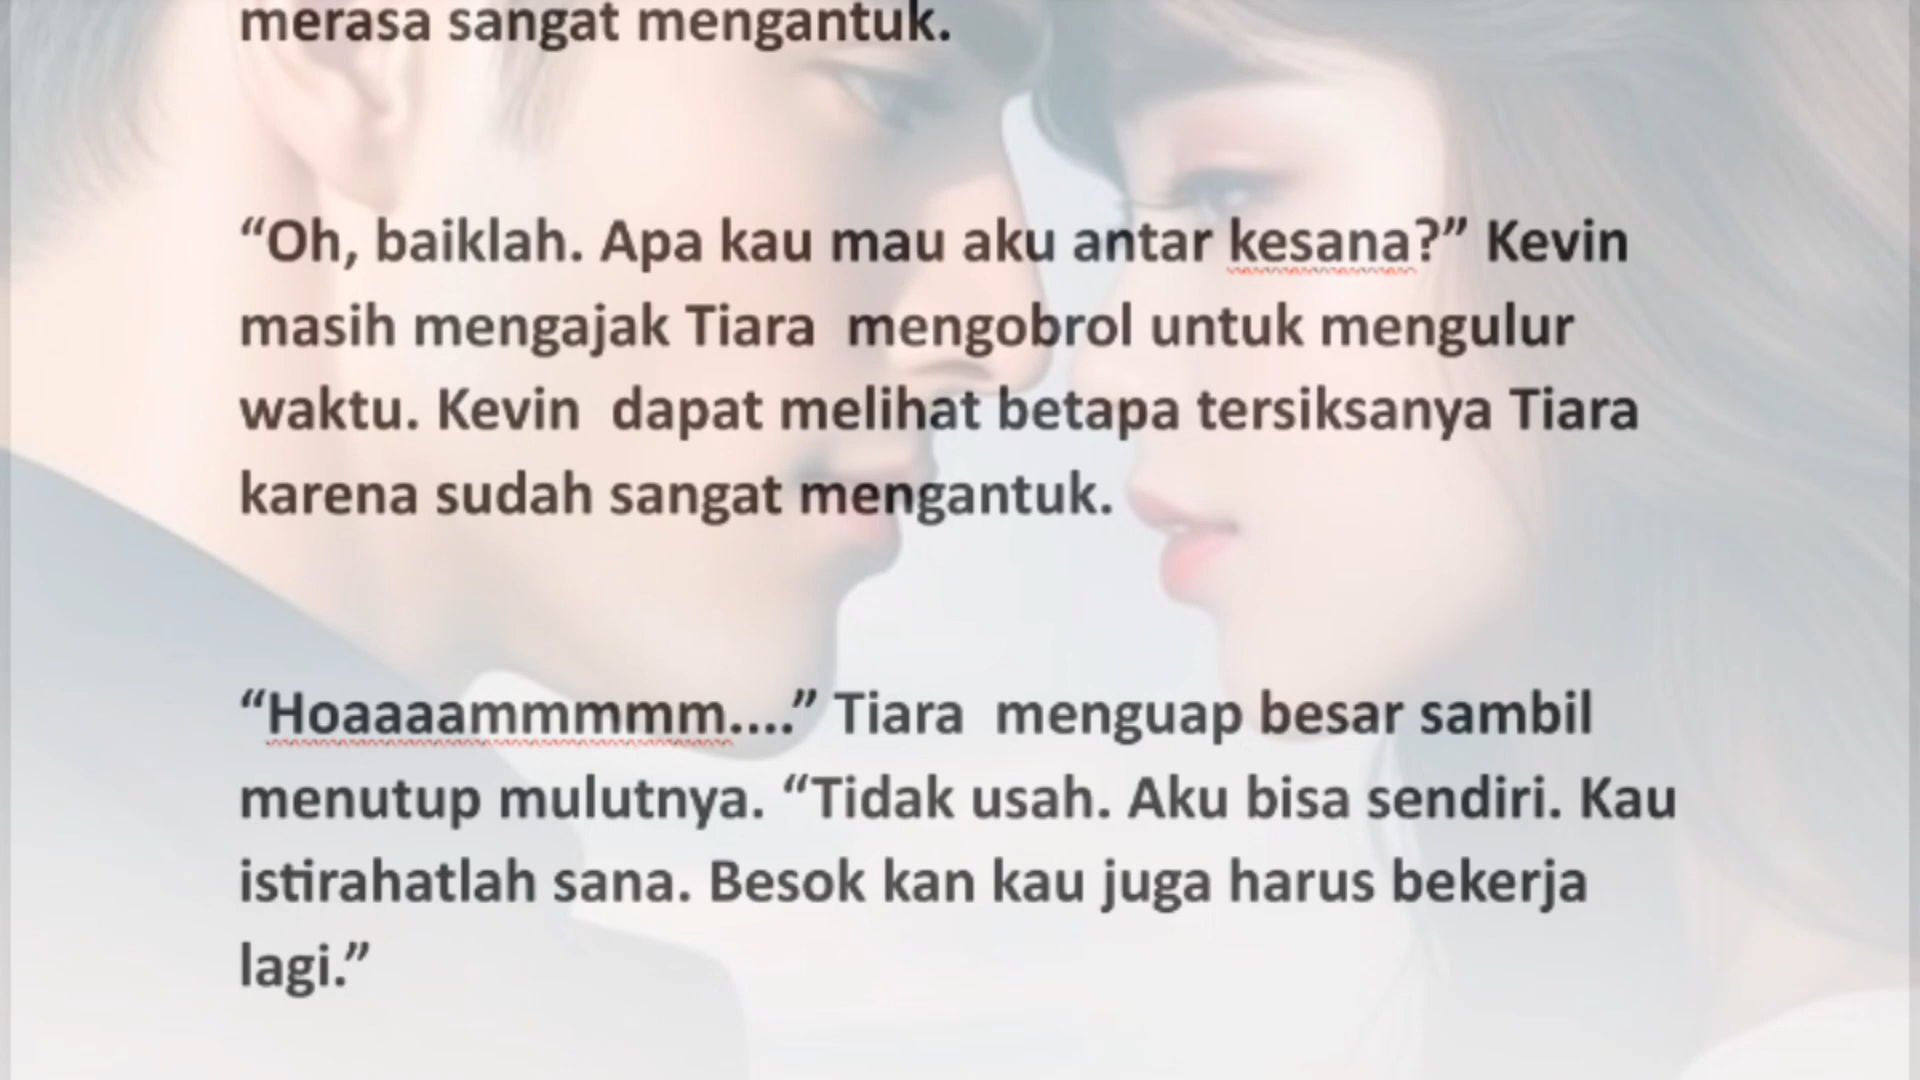 merasa sangat mengantuk.
“Oh, baiklah. Apa kau mau aku antar kesana?” Kevin
masih mengajak Tiara  mengobrol untuk mengulur
waktu. Kevin  dapat melihat betapa tersiksanya Tiara
karena sudah sangat mengantuk.
“Hoaaaammmmm....” Tiara  menguap besar sambil
menutup mulutnya. “Tidak usah. Aku bisa sendiri. Kau
istirahatlah sana. Besok kan kau juga harus bekerja
lagi.”